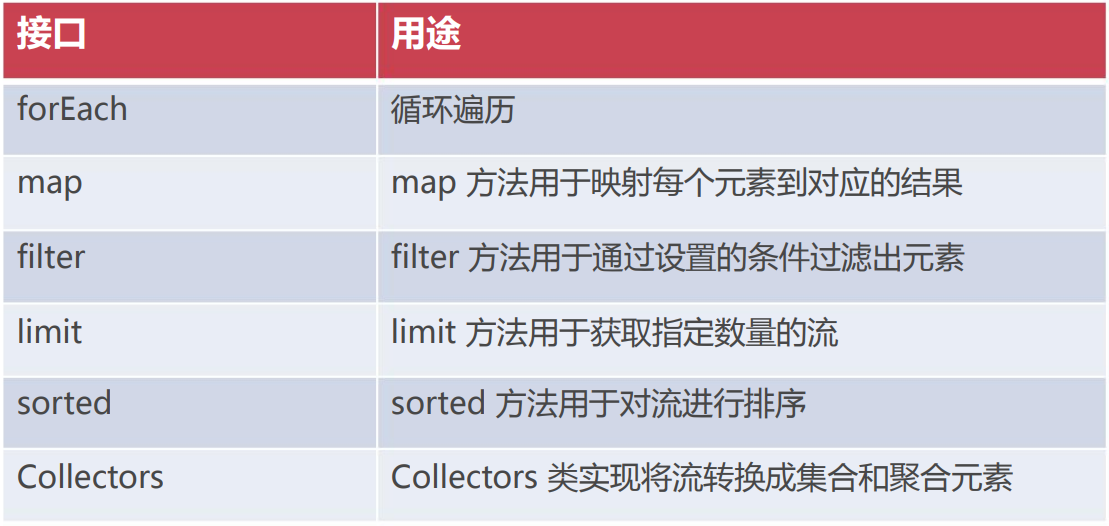 接口 用途
forEach 循环遍历
map map 方法用于映射每个元素到对应的结果
filter filter 方法用于通过设置的条件过滤出元素
limit limit 方法用于获取指定数量的流
sorted sorted 方法用于对流进行排序
Collectors Collectors 类实现将流转换成集合和聚合元素